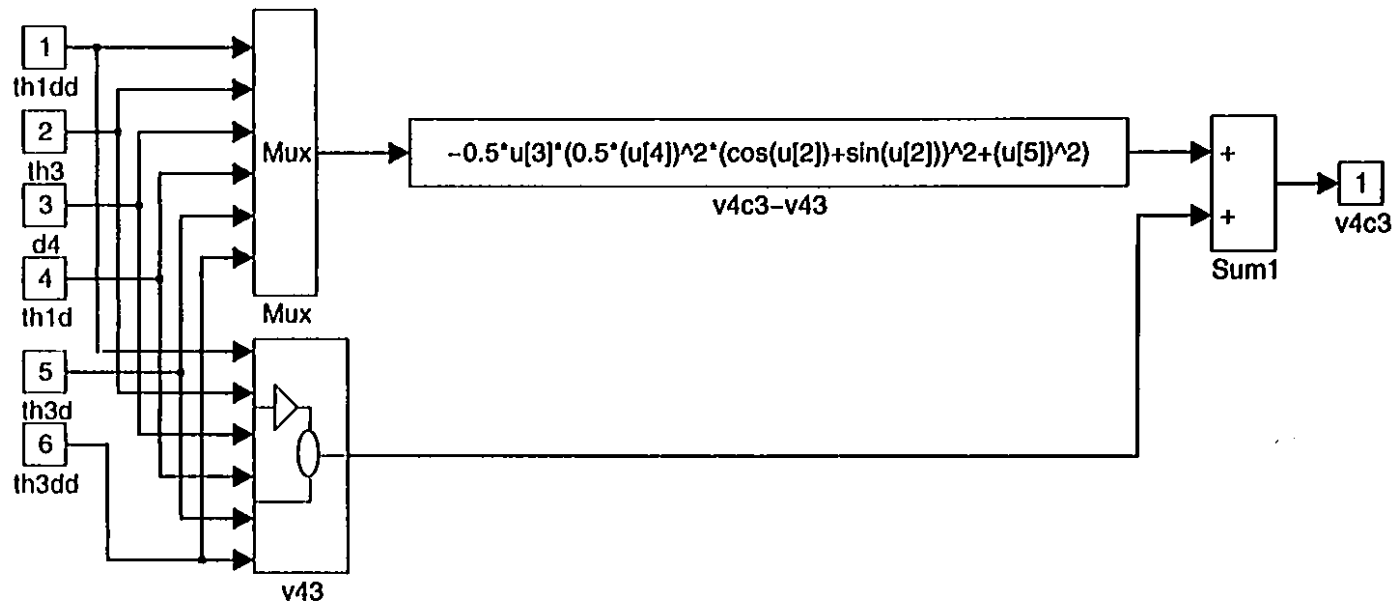 1
th1dd
2
th3
3
d4
4
th1d
5
th3d
6
th3dd
Mux
Mux
-0.5*u[3]*(0.5*(u[4])^2*(cos(u[2])+sin(u[2]))^2+(u[5])^2)
v4c3-v43
v43
+
+
Sum1
1
v4c3